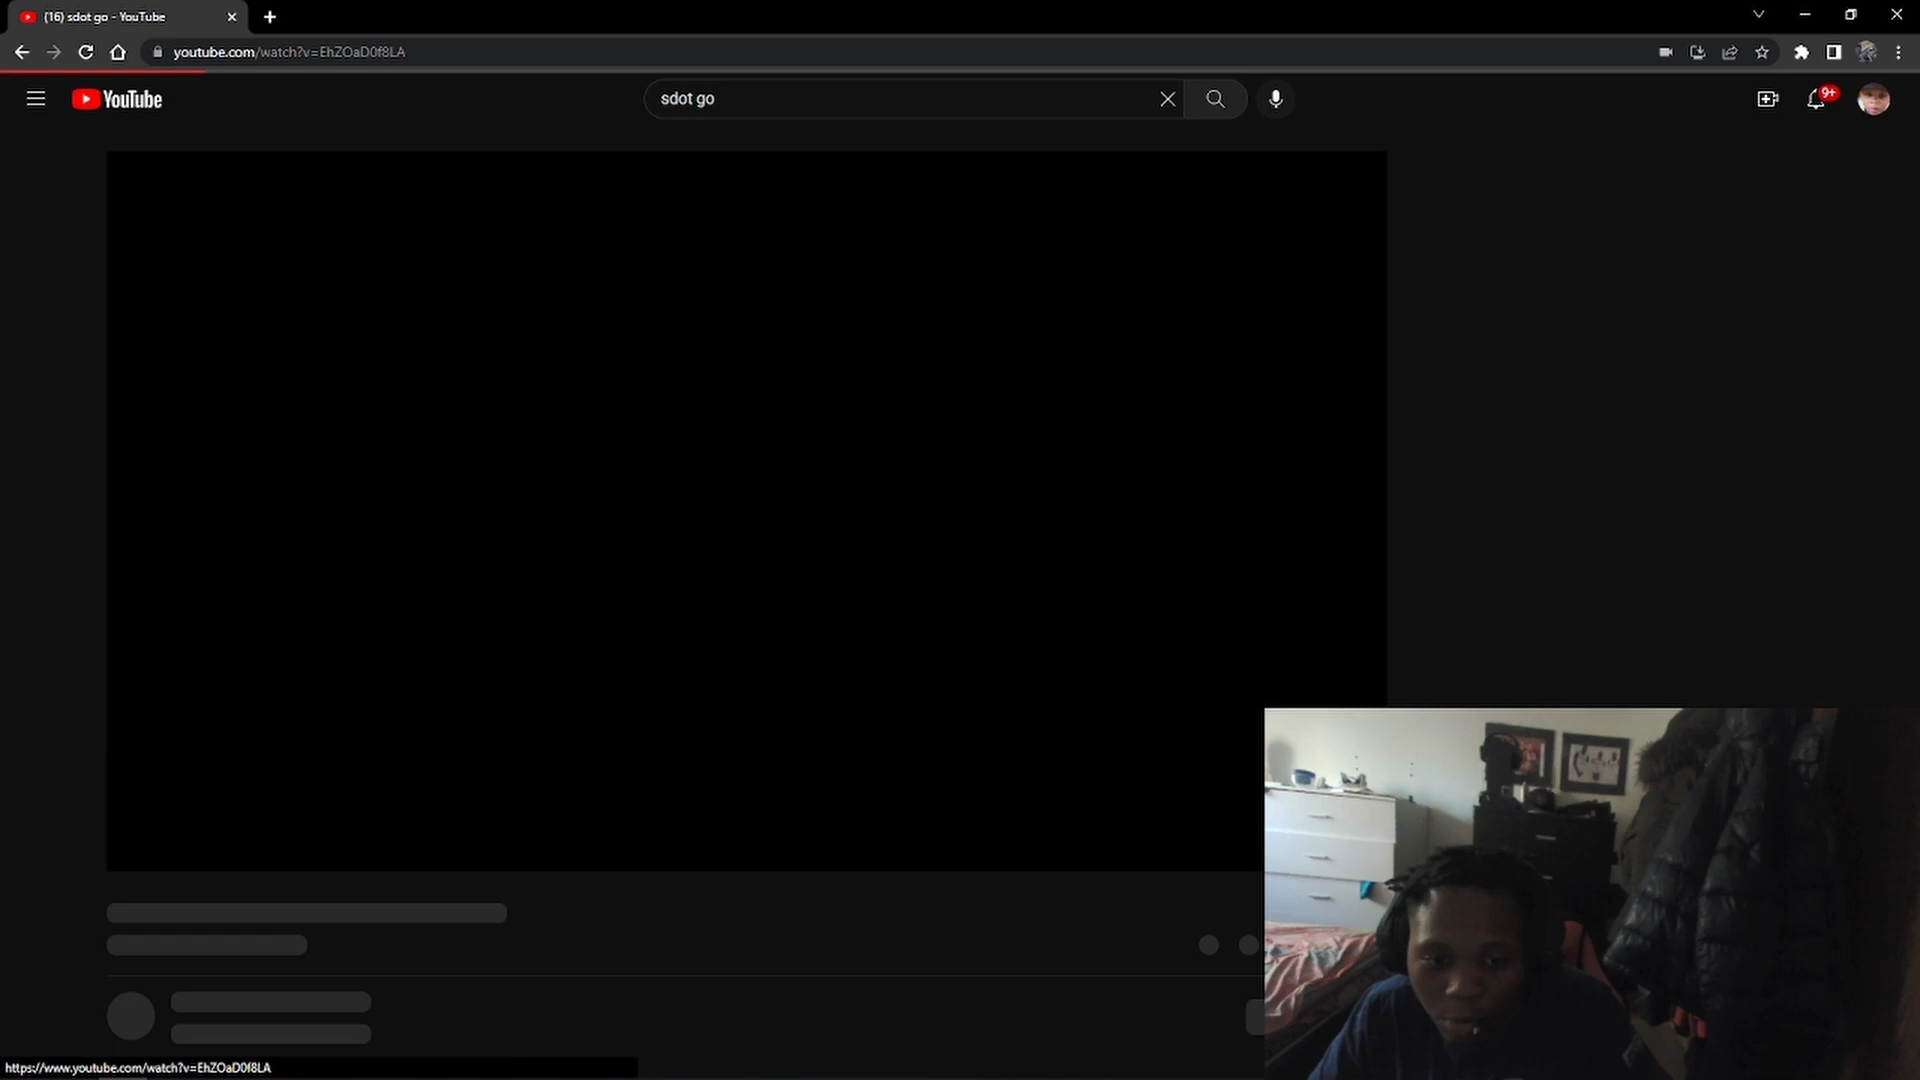 (16) sdot go - YouTube
youtube.com/watch?v=EhZOaD0f8LA
YouTube
sdot go
9+
https://www.youtube.com/watch?v=EhZOaD0f8LA